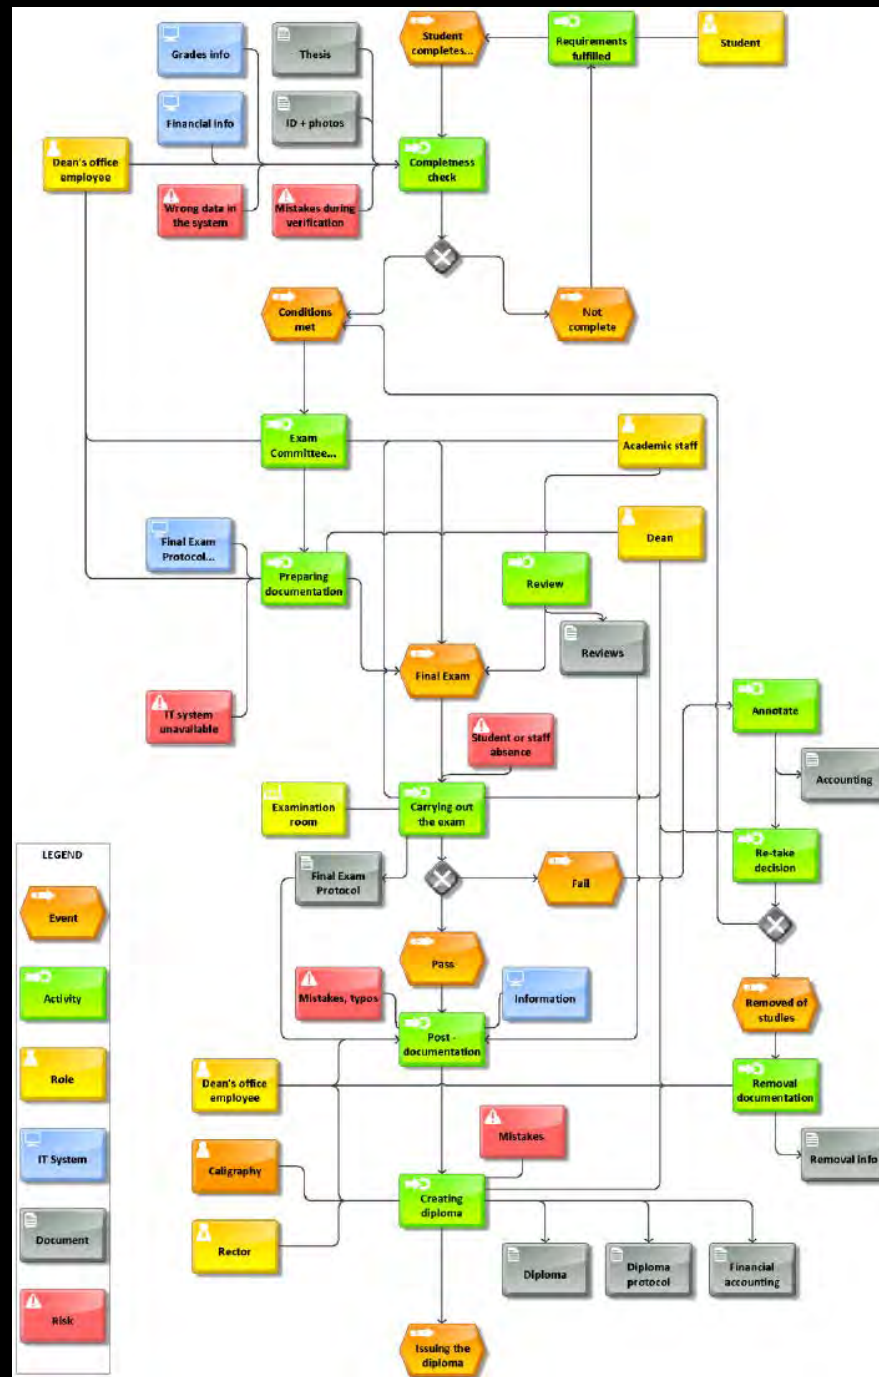 Student
completes...
Requirements
fulfilled
Student
Grades info
Thesis
Financial info
ID + photos
Dean's office
employee
Completness
check
Wrong data in
the system
Mistakes during
verification
Conditions
met
Not
complete
Exam
Committee...
Academic staff
Dean
Final Exam
Protocol...
Preparing
documentation
Review
Reviews
Final Exam
IT system
unavailable
Student or staff
absence
Annotate
Accounting
Examination
room
Carrying out
the exam
Re-take
decision
Final Exam
Protocol
Fail
Pass
Mistakes, typos
Information
Removed of
studies
Post -
documentation
Dean's office
employee
Removal
documentation
Mistakes
Removal info
Caligraphy
Creating
diploma
Rector
Diploma
Diploma
protocol
Financial
accounting
Issuing the
diploma
LEGEND
Event
Activity
Role
IT System
Document
Risk